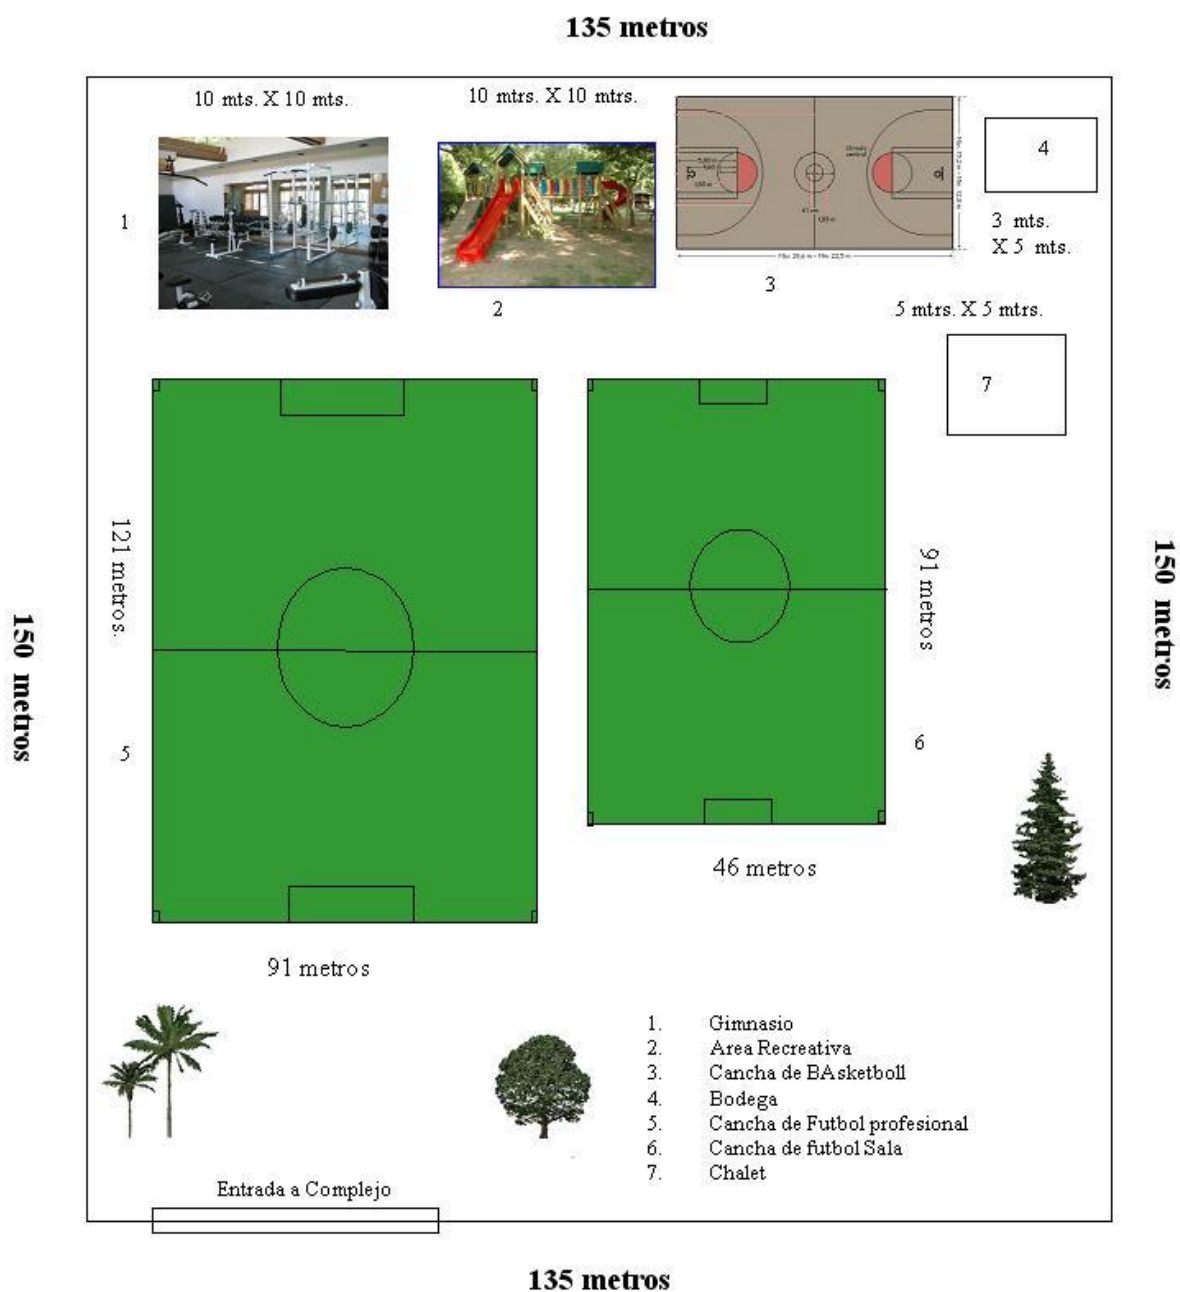 135 metros
10 mts. X 10 mts.
10 mtrs. X 10 mtrs.
4
1
3 mts.
X 5 mts.
2
3
5 mtrs. X 5 mtrs.
7
121 metros.
91 metros
150 metros
150 metros
5
6
46 metros
91 metros
1. Gimnasio
2. Area Recreativa
3. Cancha de BAsketboll
4. Bodega
5. Cancha de Futbol profesional
6. Cancha de futbol Sala
7. Chalet
Entrada a Complejo
135 metros